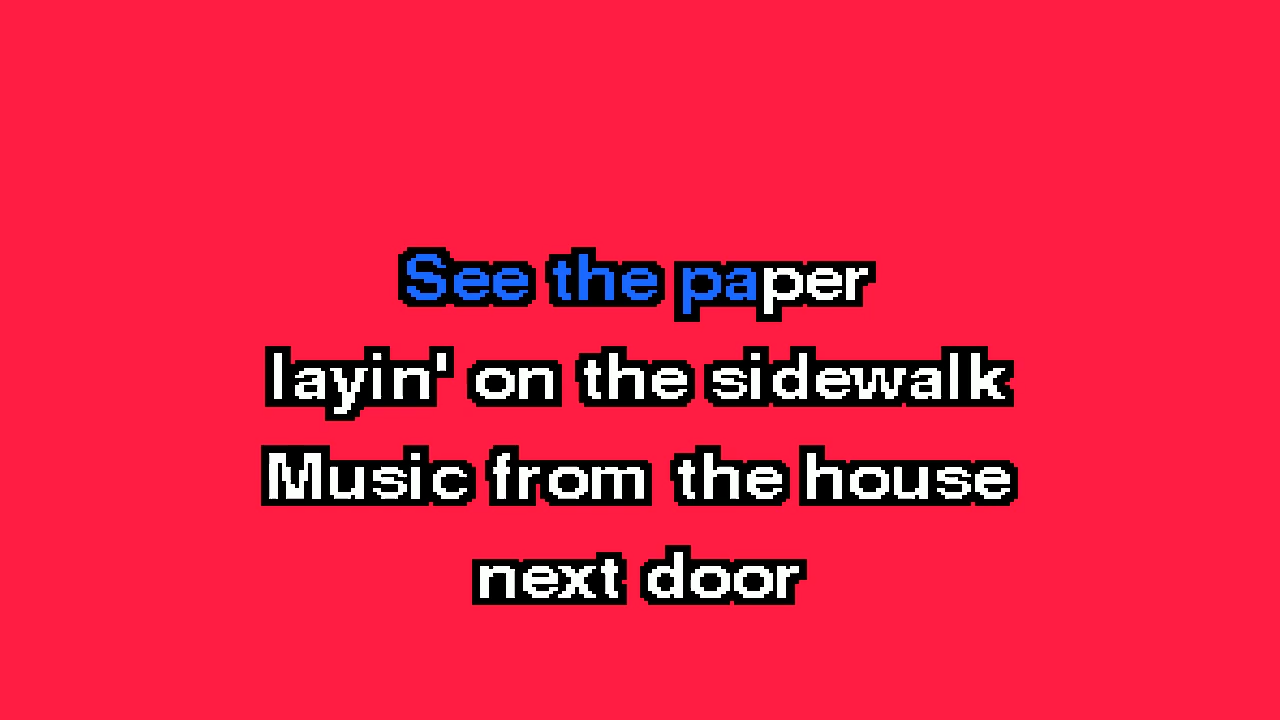 See the paper
layin' on the sidewalk
Music from the house
next door